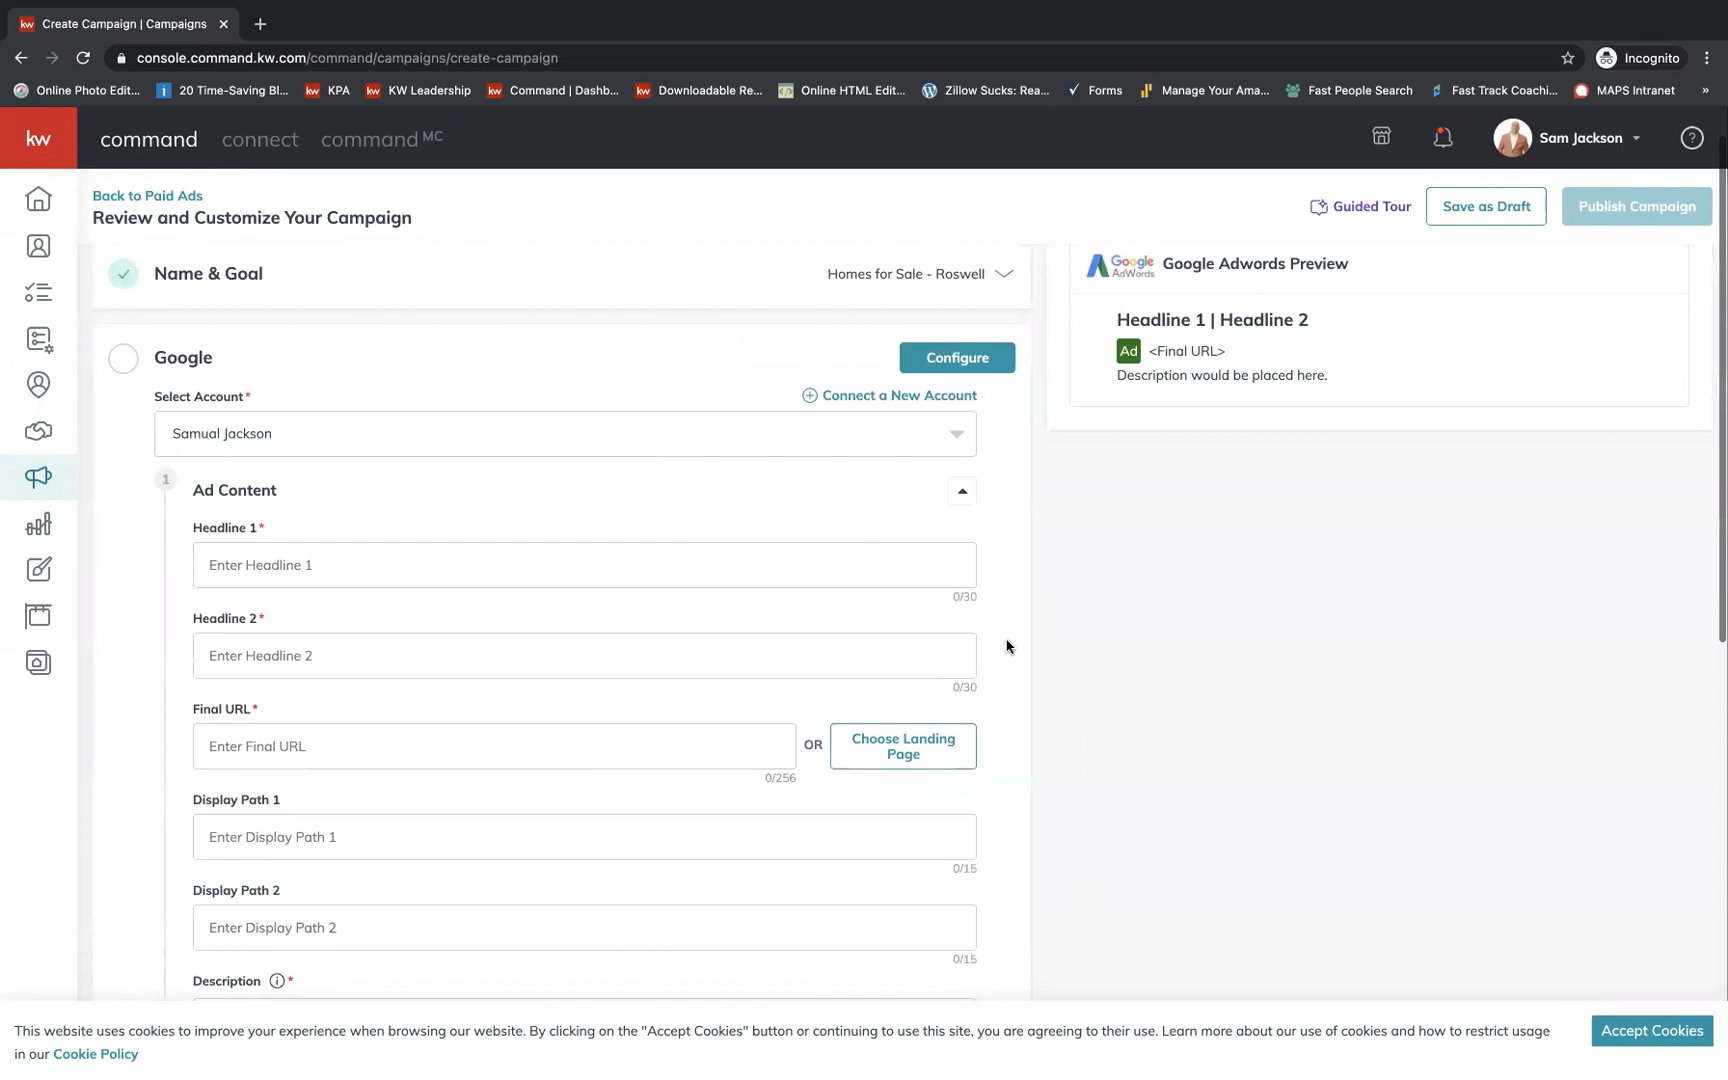 kw Create Campaign | Campaigns
console.command.kw.com/command/campaigns/create-campaign
Incognito
Online Photo Edit...
20 Time-Saving Bl...
kw KPA
kw KW Leadership
kw Command | Dashb...
kw Downloadable Re...
Online HTML Edit...
Zillow Sucks: Rea...
Forms
Manage Your Ama...
Fast People Search
Fast Track Coachi...
MAPS Intranet
»
kw
command
connect
command MC
Sam Jackson
?
Back to Paid Ads
Review and Customize Your Campaign
Guided Tour
Save as Draft
Publish Campaign
Name & Goal
Homes for Sale - Roswell
Google AdWords
Google Adwords Preview
Headline 1 | Headline 2
Ad <Final URL>
Description would be placed here.
Google
Configure
Select Account*
Connect a New Account
Samual Jackson
1
Ad Content
Headline 1*
Enter Headline 1
0/30
Headline 2*
Enter Headline 2
0/30
Final URL*
Enter Final URL
OR
Choose Landing
Page
0/256
Display Path 1
Enter Display Path 1
0/15
Display Path 2
Enter Display Path 2
0/15
Description i *
This website uses cookies to improve your experience when browsing our website. By clicking on the "Accept Cookies" button or continuing to use this site, you are agreeing to their use. Learn more about our use of cookies and how to restrict usage
in our Cookie Policy
Accept Cookies